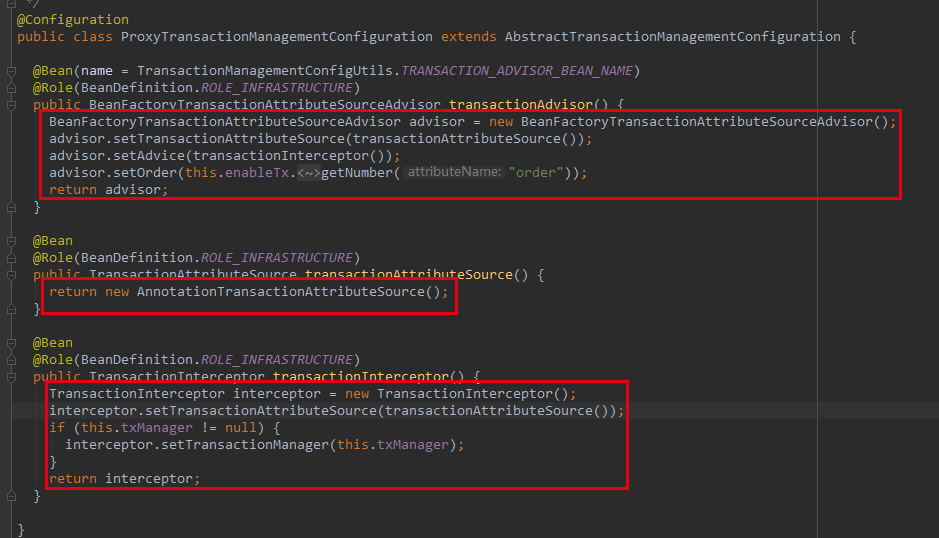 */
@Configuration
public class ProxyTransactionManagementConfiguration extends AbstractTransactionManagementConfiguration {
@Bean(name = TransactionManagementConfigUtils.TRANSACTION_ADVISOR_BEAN_NAME)
@Role(BeanDefinition.ROLE_INFRASTRUCTURE)
public BeanFactoryTransactionAttributeSourceAdvisor transactionAdvisor() {
BeanFactoryTransactionAttributeSourceAdvisor advisor = new BeanFactoryTransactionAttributeSourceAdvisor();
advisor.setTransactionAttributeSource(transactionAttributeSource());
advisor.setAdvice(transactionInterceptor());
advisor.setOrder(this.enableTx.<~>getNumber( attributeName: "order"));
return advisor;
}
@Bean
@Role(BeanDefinition.ROLE_INFRASTRUCTURE)
public TransactionAttributeSource transactionAttributeSource() {
return new AnnotationTransactionAttributeSource();
}
@Bean
@Role(BeanDefinition.ROLE_INFRASTRUCTURE)
public TransactionInterceptor transactionInterceptor() {
TransactionInterceptor interceptor = new TransactionInterceptor();
interceptor.setTransactionAttributeSource(transactionAttributeSource());
if (this.txManager != null) {
interceptor.setTransactionManager(this.txManager);
}
return interceptor;
}
}